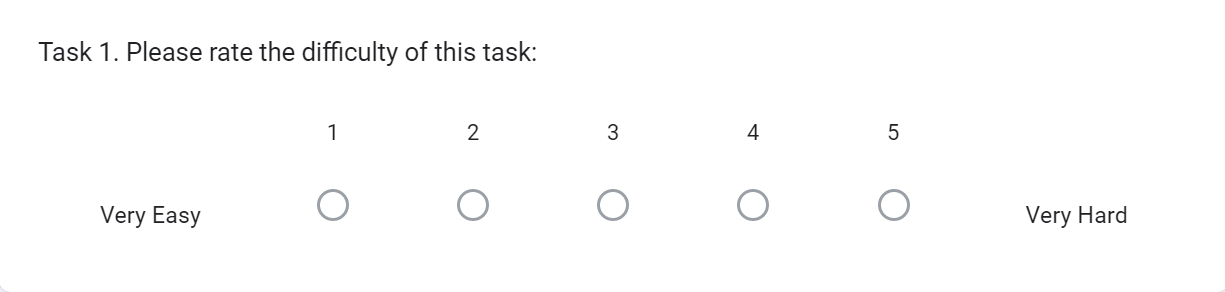 Task 1. Please rate the difficulty of this task:
1 2 3 4 5
Very Easy Very Hard